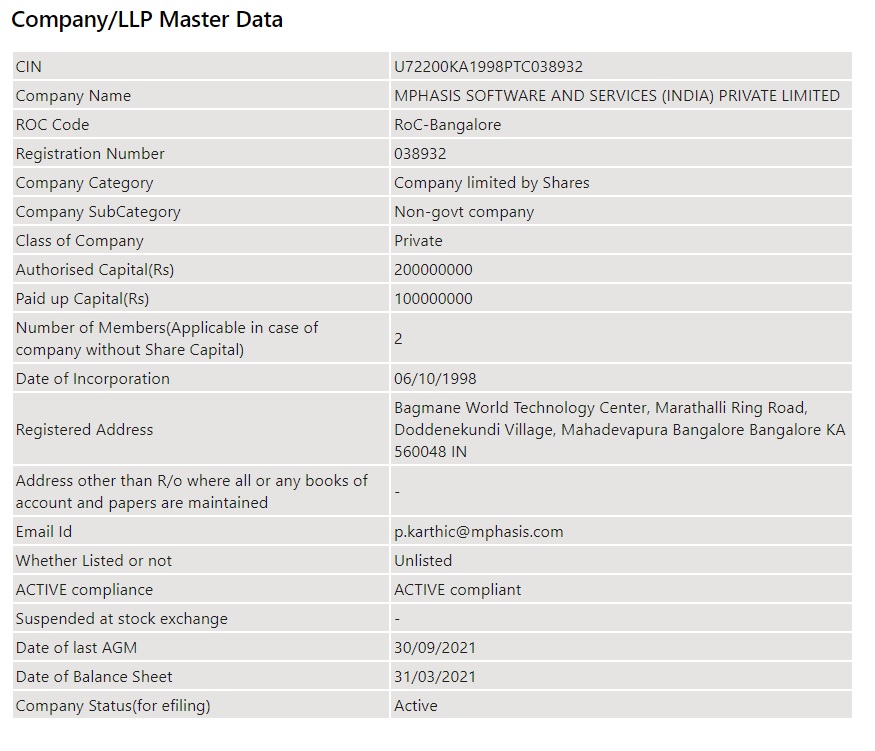 Company/LLP Master Data
CIN U72200KA1998PTC038932
Company Name MPHASIS SOFTWARE AND SERVICES (INDIA) PRIVATE LIMITED
ROC Code RoC-Bangalore
Registration Number 038932
Company Category Company limited by Shares
Company SubCategory Non-govt company
Class of Company Private
Authorised Capital(Rs) 200000000
Paid up Capital(Rs) 100000000
Number of Members(Applicable in case of
company without Share Capital) 2
Date of Incorporation 06/10/1998
Registered Address Bagmane World Technology Center, Marathalli Ring Road,
Doddenekundi Village, Mahadevapura Bangalore Bangalore KA
560048 IN
Address other than R/o where all or any books of
account and papers are maintained -
Email Id p.karthic@mphasis.com
Whether Listed or not Unlisted
ACTIVE compliance ACTIVE compliant
Suspended at stock exchange -
Date of last AGM 30/09/2021
Date of Balance Sheet 31/03/2021
Company Status(for efiling) Active